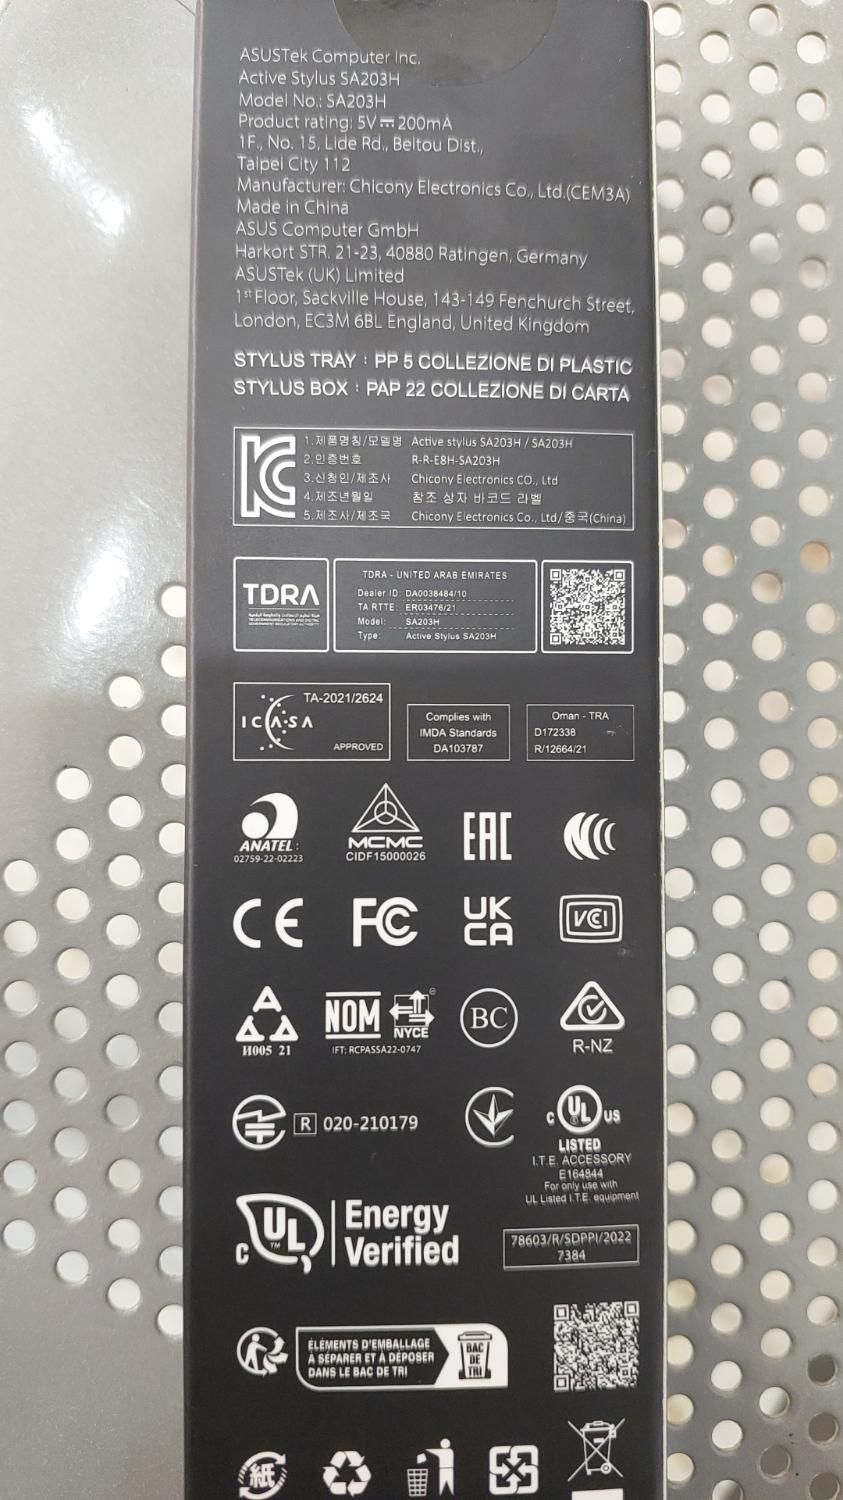 ASUSTek Computer Inc.
Active Stylus SA203H
Model No.: SA203H
Product rating: 5V⎓200mA
1F., No. 15, Lide Rd., Beitou Dist.,
Taipei City 112
Manufacturer: Chicony Electronics Co., Ltd.(CEM3A)
Made in China
ASUS Computer GmbH
Harkort STR. 21-23, 40880 Ratingen, Germany
ASUSTek (UK) Limited
1st Floor, Sackville House, 143-149 Fenchurch Street,
London, EC3M 6BL England, United Kingdom
STYLUS TRAY : PP 5 COLLEZIONE DI PLASTIC
STYLUS BOX : PAP 22 COLLEZIONE DI CARTA
KC
1.제품명칭/모델명 Active stylus SA203H / SA203H
2.인증번호 R-R-E8H-SA203H
3.신청인/제조사 Chicony Electronics CO., Ltd
4.제조년월일 참조 상자 바코드 라벨
5.제조사/제조국 Chicony Electronics Co., Ltd/중국(China)
TDRA
TELECOMMUNICATIONS AND DIGITAL
GOVERNMENT REGULATORY AUTHORITY
TDRA - UNITED ARAB EMIRATES
Dealer ID: DA0038484/10
TA RTTE: ER03476/21
Model: SA203H
Type: Active Stylus SA203H
ICASA
TA-2021/2624
APPROVED
Complies with
IMDA Standards
DA103787
Oman - TRA
D172338
R/12664/21
ANATEL:
02759-22-02223
MCMC
CIDF15000026
EAC
CE
FC
UK
CA
VCI
И005 21
NOM
NYCE
IFT: RCPASSA22-0747
BC
R-NZ
R 020-210179
C UL US
LISTED
I.T.E. ACCESSORY
E164844
For only use with
UL Listed I.T.E. equipment
C UL TM
Energy
Verified
78603/R/SDPPI/2022
7384
ÉLÉMENTS D'EMBALLAGE
À SÉPARER ET À DÉPOSER
DANS LE BAC DE TRI
BAC
DE
TRI
紙